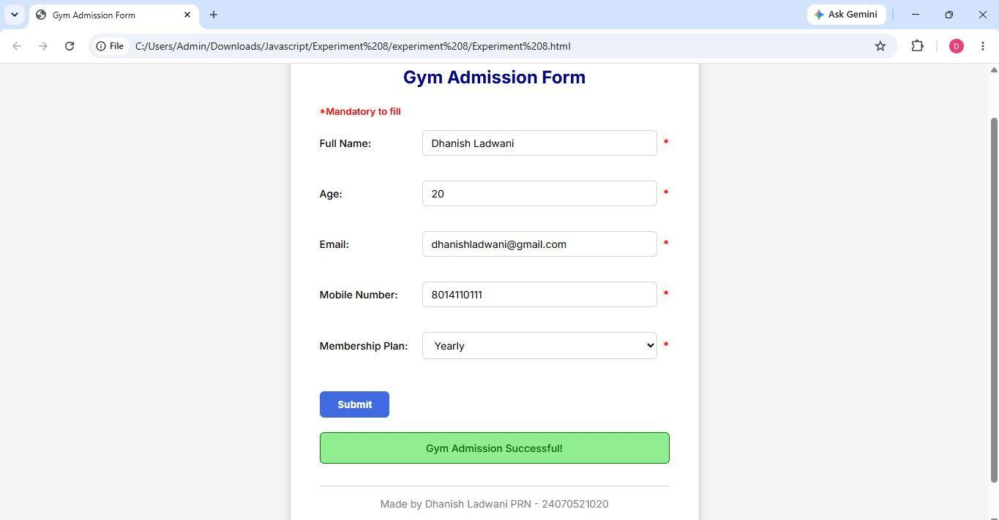 Gym Admission Form
Ask Gemini
File C:/Users/Admin/Downloads/Javascript/Experiment%208/experiment%208/Experiment%208.html
D
Gym Admission Form
*Mandatory to fill
Full Name: Dhanish Ladwani *
Age: 20 *
Email: dhanishladwani@gmail.com *
Mobile Number: 8014110111 *
Membership Plan: Yearly *
Submit
Gym Admission Successful!
Made by Dhanish Ladwani PRN - 24070521020